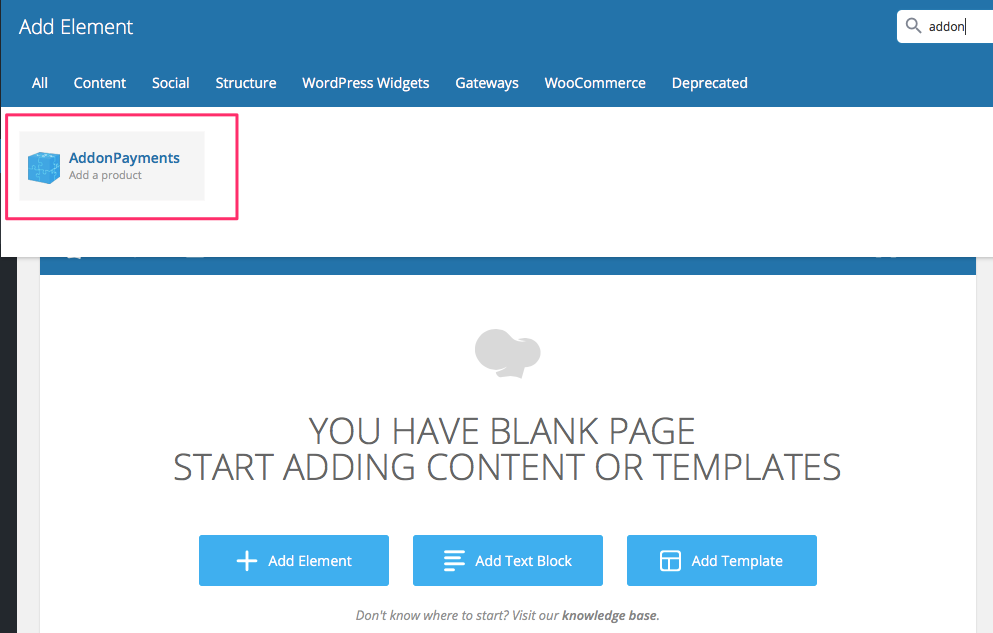 Add Element
addon
All Content Social Structure WordPress Widgets Gateways WooCommerce Deprecated
AddonPayments
Add a product
YOU HAVE BLANK PAGE
START ADDING CONTENT OR TEMPLATES
Add Element Add Text Block Add Template
Don't know where to start? Visit our knowledge base.